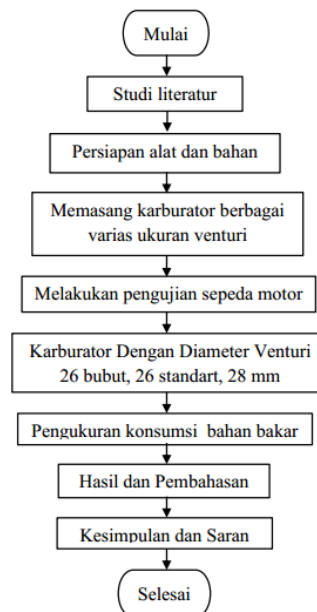 Mulai
Studi literatur
Persiapan alat dan bahan
Memasang karburator berbagai
varias ukuran venturi
Melakukan pengujian sepeda motor
Karburator Dengan Diameter Venturi
26 bubut, 26 standart, 28 mm
Pengukuran konsumsi bahan bakar
Hasil dan Pembahasan
Kesimpulan dan Saran
Selesai